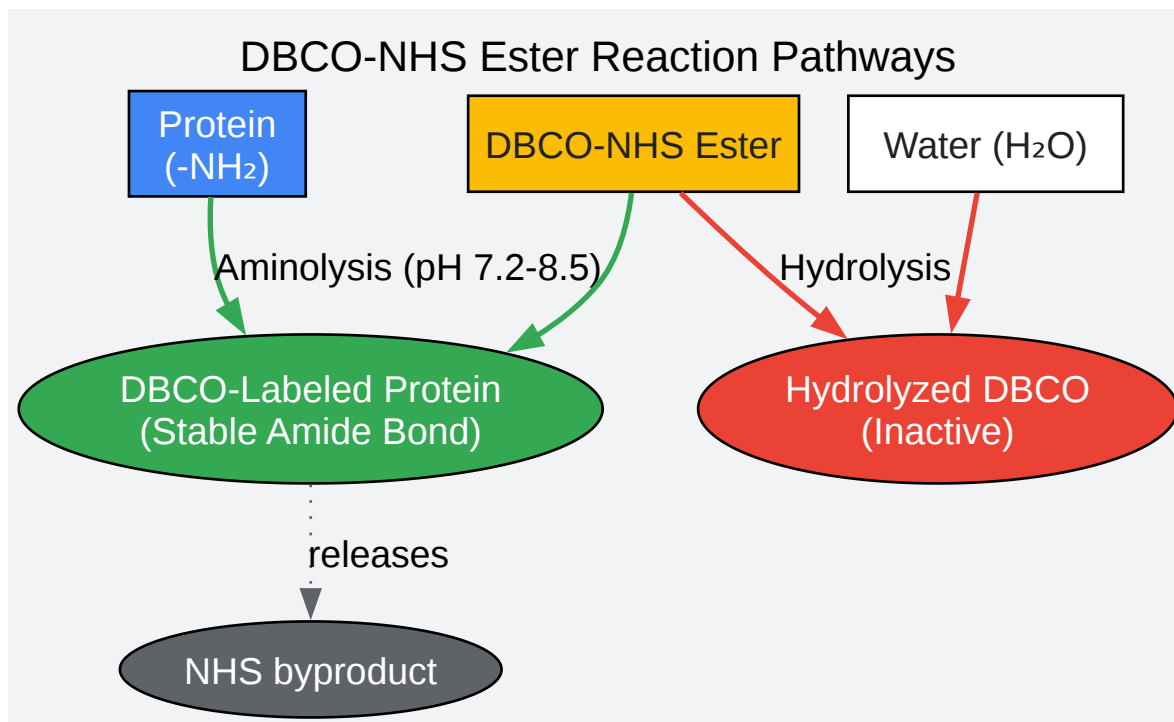 DBCO-NHS Ester Reaction Pathways
Protein
(-NH₂)
DBCO-NHS Ester
Water (H₂O)
Aminolysis (pH 7.2-8.5)
Hydrolysis
DBCO-Labeled Protein
(Stable Amide Bond)
Hydrolyzed DBCO
(Inactive)
releases
NHS byproduct